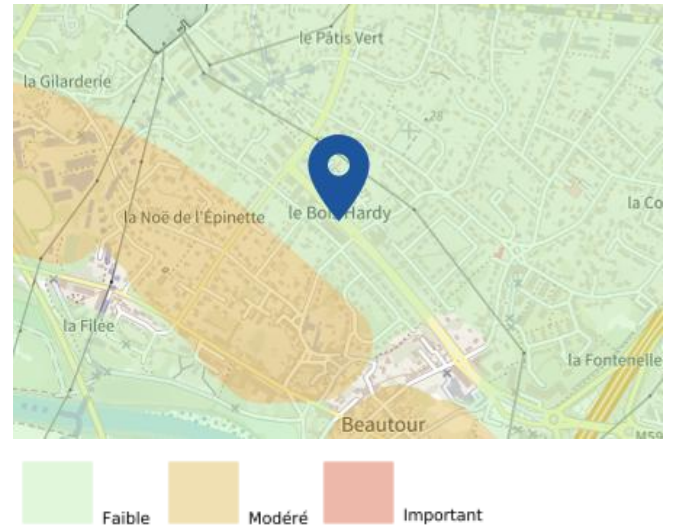 le Pâtis Vert
la Gilarderie
28
la Co
la Noë de l'Épinette
le Bois Hardy
la Filée
la Fontenelle
Beautour
M59
Faible
Modéré
Important